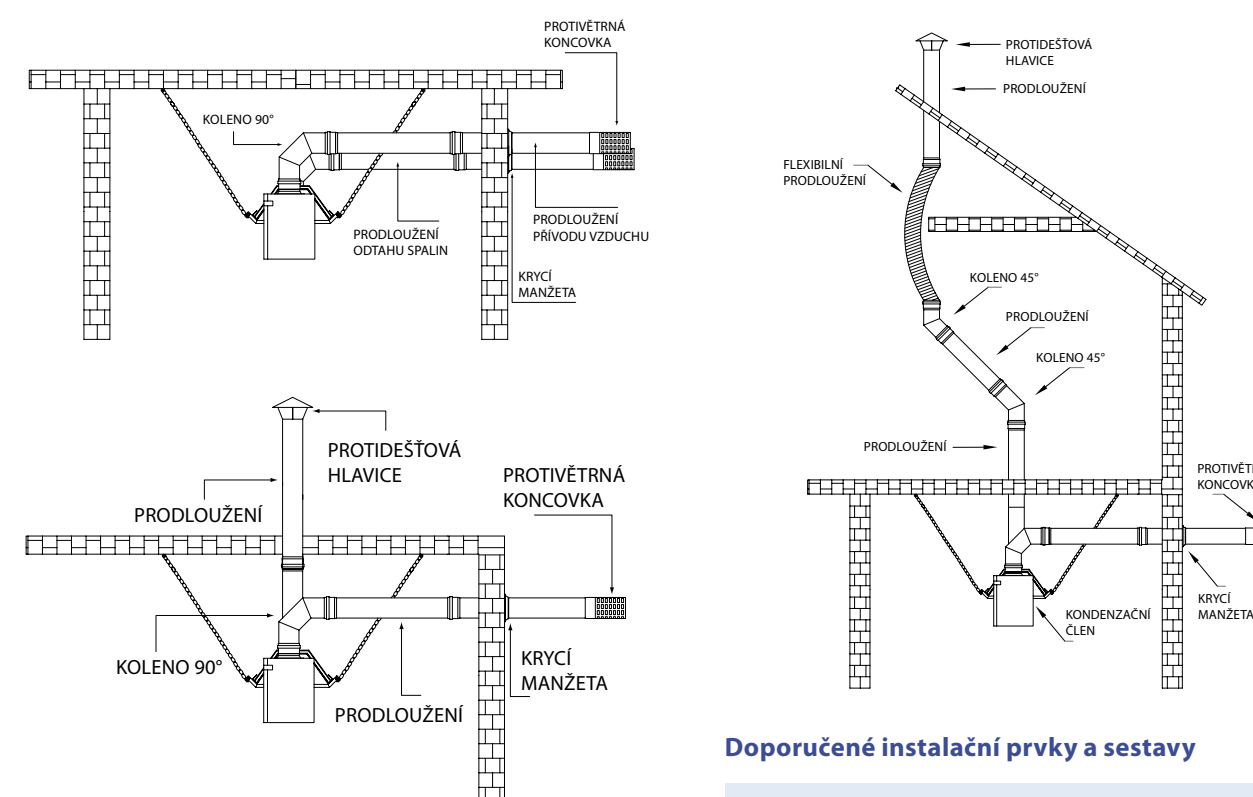 PROTIVĚTRNÁ
KONCOVKA
KOLENO 90°
PRODLOUŽENÍ
ODTAHU SPALIN
PRODLOUŽENÍ
PŘÍVODU VZDUCHU
KRYCÍ
MANŽETA
PROTIDEŠŤOVÁ
HLAVICE
PROTIVĚTRNÁ
KONCOVKA
PRODLOUŽENÍ
KOLENO 90°
KRYCÍ
MANŽETA
PRODLOUŽENÍ
PROTIDEŠŤOVÁ
HLAVICE
PRODLOUŽENÍ
FLEXIBILNÍ
PRODLOUŽENÍ
KOLENO 45°
PRODLOUŽENÍ
KOLENO 45°
PRODLOUŽENÍ
KRYCÍ
MANŽETA
KONDENZAČNÍ
ČLEN
Doporučené instalační prvky a sestavy